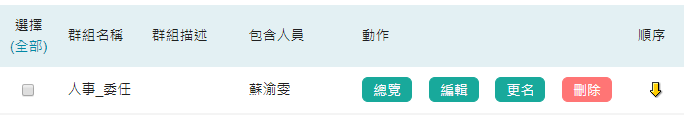 選擇
(全部)
群組名稱 群組描述 包含人員 動作 順序
人事_委任 蘇渝雯 總覽 編輯 更名 刪除